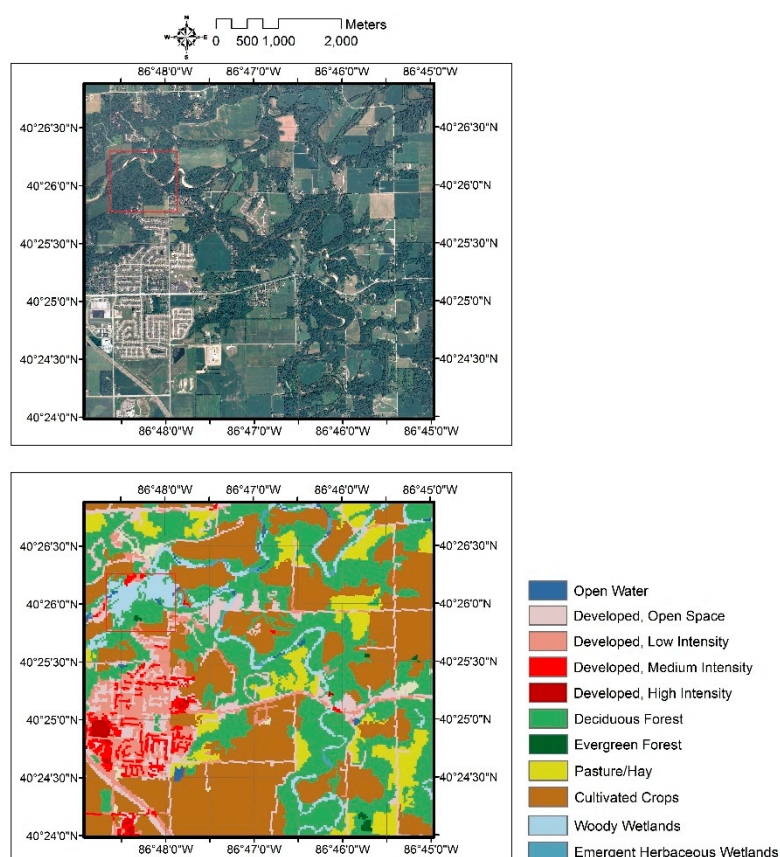 N
W E
S
Meters
0 500 1,000 2,000
86°48'0"W 86°47'0"W 86°46'0"W 86°45'0"W
40°26'30"N 40°26'30"N
40°26'0"N 40°26'0"N
40°25'30"N 40°25'30"N
40°25'0"N 40°25'0"N
40°24'30"N 40°24'30"N
40°24'0"N 40°24'0"N
86°48'0"W 86°47'0"W 86°46'0"W 86°45'0"W
86°48'0"W 86°47'0"W 86°46'0"W 86°45'0"W
40°26'30"N 40°26'30"N
40°26'0"N 40°26'0"N
40°25'30"N 40°25'30"N
40°25'0"N 40°25'0"N
40°24'30"N 40°24'30"N
40°24'0"N 40°24'0"N
86°48'0"W 86°47'0"W 86°46'0"W 86°45'0"W
Open Water
Developed, Open Space
Developed, Low Intensity
Developed, Medium Intensity
Developed, High Intensity
Deciduous Forest
Evergreen Forest
Pasture/Hay
Cultivated Crops
Woody Wetlands
Emergent Herbaceous Wetlands